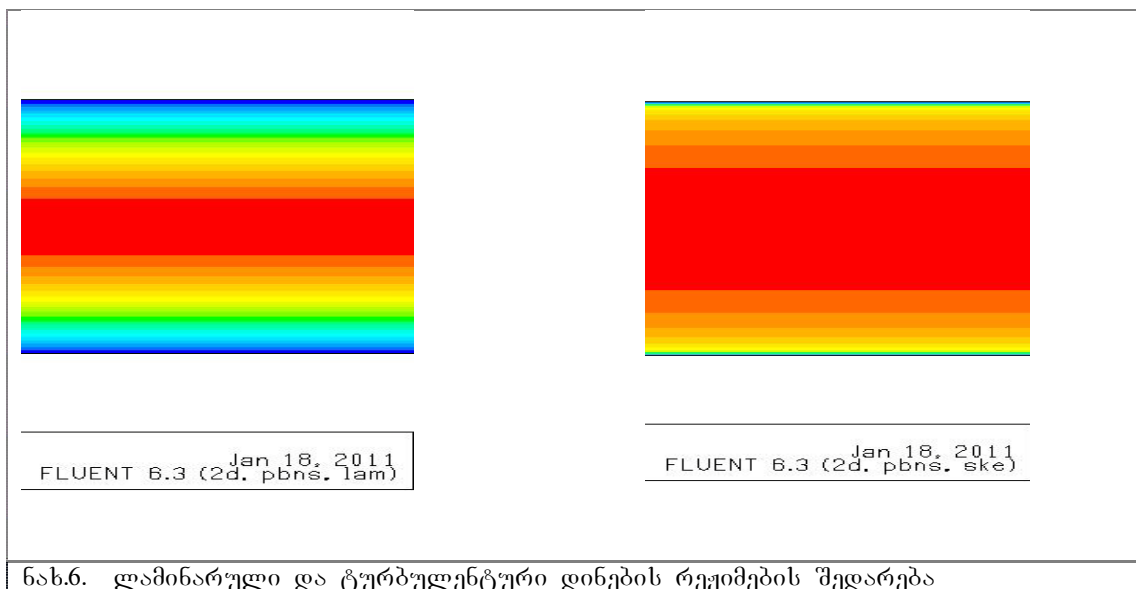 Jan 18, 2011
FLUENT 6.3 (2d, pbns, lam)
Jan 18, 2011
FLUENT 6.3 (2d, pbns, ske)
ნახ.6. ლამინარული და ტურბულენტური დინების რეჟიმების შედარება